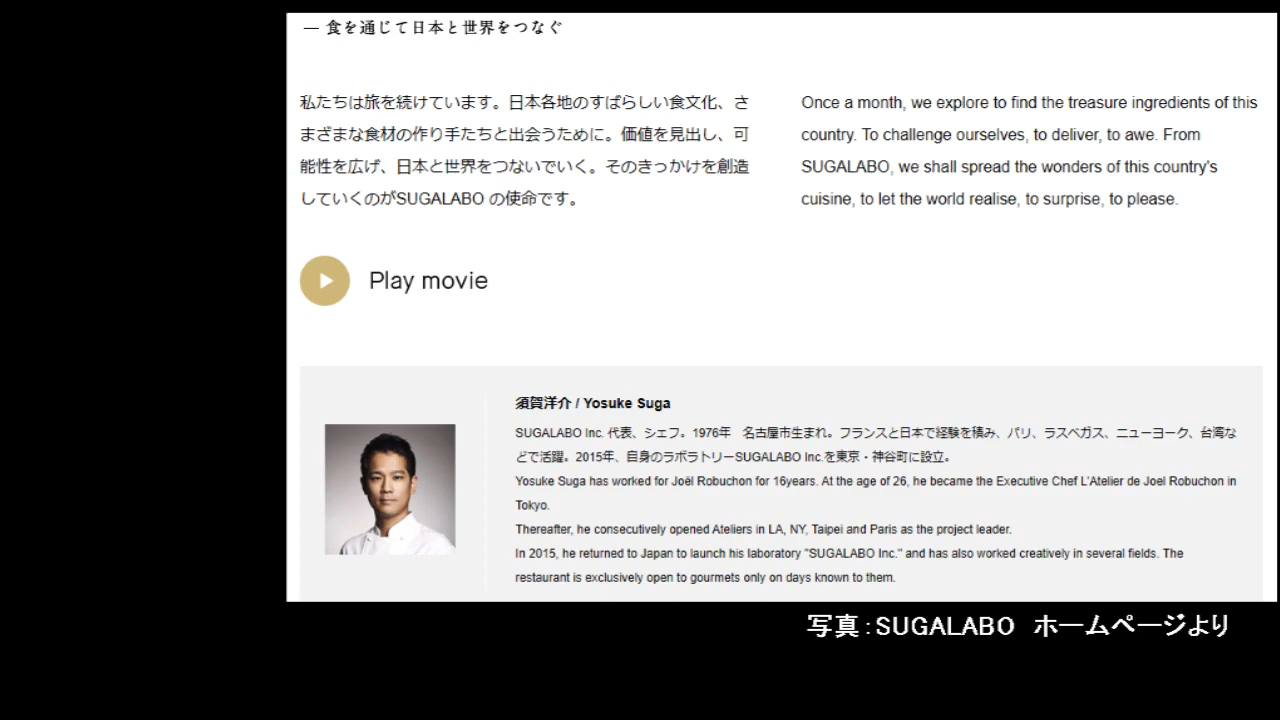 ― 食を通じて日本と世界をつなぐ
私たちは旅を続けています。日本各地のすばらしい食文化、さ
まざまな食材の作り手たちと出会うために。価値を見出し、可
能性を広げ、日本と世界をつないでいく。そのきっかけを創造
していくのがSUGALABO の使命です。
Once a month, we explore to find the treasure ingredients of this
country. To challenge ourselves, to deliver, to awe. From
SUGALABO, we shall spread the wonders of this country's
cuisine, to let the world realise, to surprise, to please.
Play movie
須賀洋介 / Yosuke Suga
SUGALABO Inc. 代表、シェフ。1976年　名古屋市生まれ。フランスと日本で経験を積み、パリ、ラスベガス、ニューヨーク、台湾な
どで活躍。2015年、自身のラボラトリーSUGALABO Inc.を東京・神谷町に設立。
Yosuke Suga has worked for Joël Robuchon for 16years. At the age of 26, he became the Executive Chef L'Atelier de Joel Robuchon in
Tokyo.
Thereafter, he consecutively opened Ateliers in LA, NY, Taipei and Paris as the project leader.
In 2015, he returned to Japan to launch his laboratory "SUGALABO Inc." and has also worked creatively in several fields. The
restaurant is exclusively open to gourmets only on days known to them.
写真：SUGALABO　ホームページより